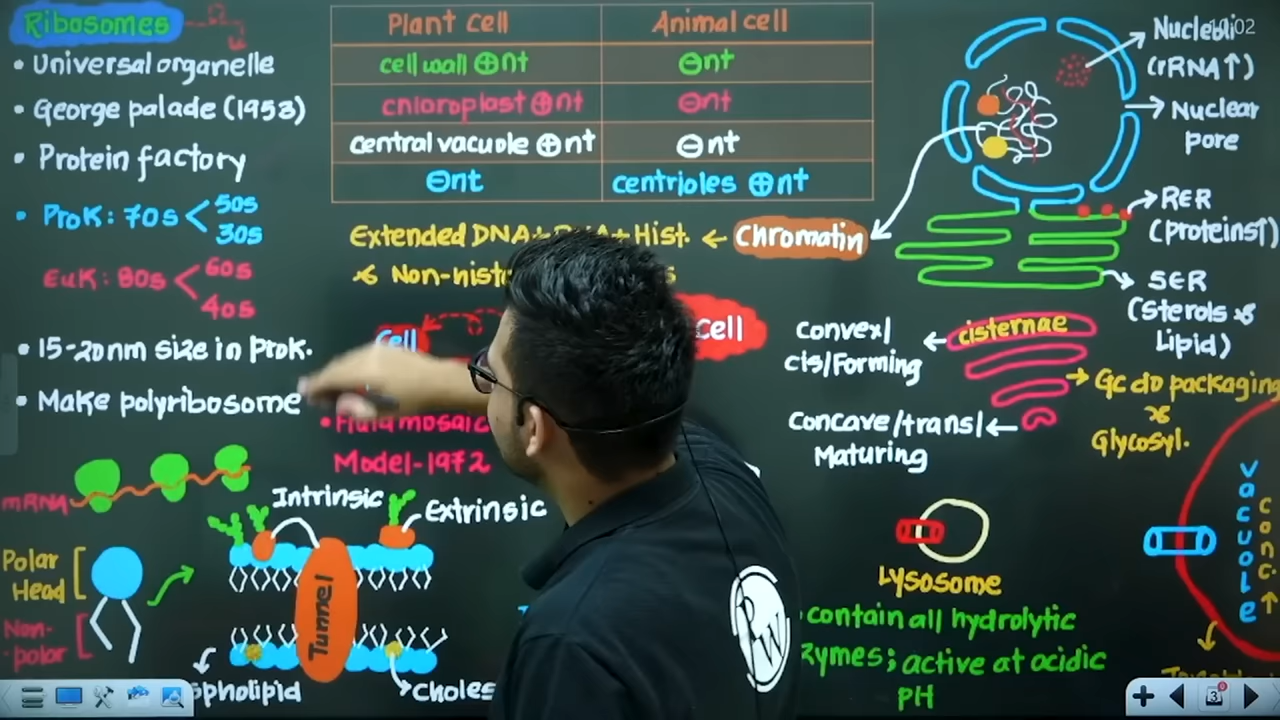 Ribosomes
• Universal organelle
• George palade (1953)
• Protein factory
• ProK: 70s < 50s
30s
EuK: 80s < 60s
40s
• 15-20nm size in ProK.
• Make polyribosome
mRNA
Polar
Head
Non-
polar
Plant cell Animal cell
cell wall ⊕nt ⊖nt
chloroplast ⊕nt ⊖nt
central vacuole ⊕nt ⊖nt
⊖nt centrioles ⊕nt
Extended DNA+ + Hist. ← Chromatin
& Non-
Cell
cell
• Fluid mosaic
Model-1972
Intrinsic
Extrinsic
Tunnel
Nucleoli
(rRNA↑)
→ Nuclear
pore
RER
(proteins↑)
SER
(Sterols &
Lipid)
convex/
cis/Forming
← cisternae
→ GC do packaging
&
Glycosyl.
Concave/trans/ ←
Maturing
Lysosome
contain all hydrolytic
zymes; active at acidic
PH
Vacuole
conc. ↑
PW
3